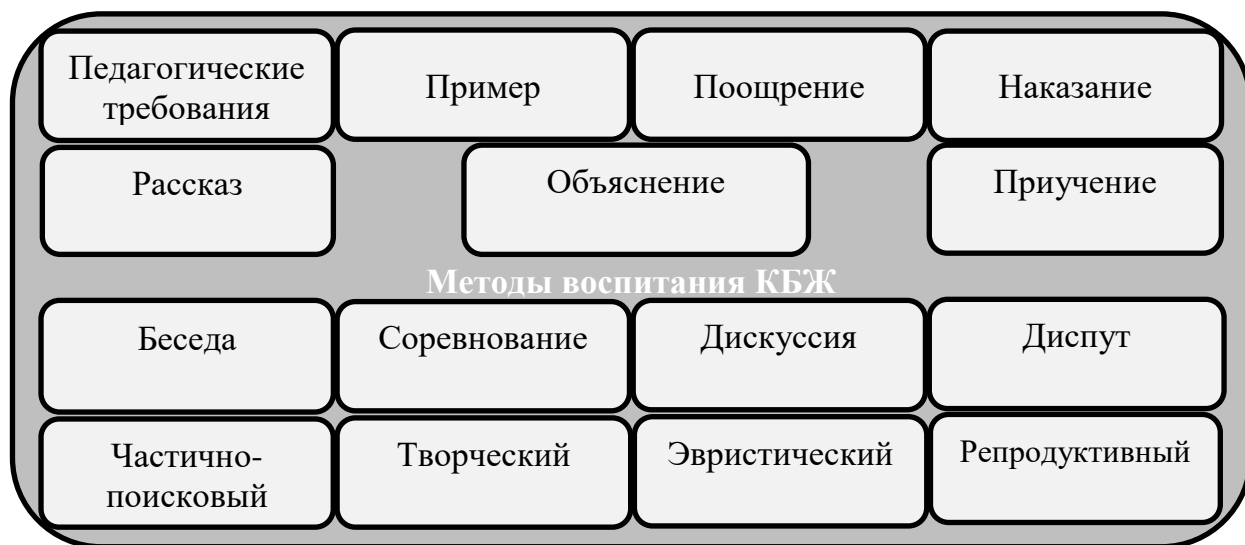 Педагогические
требования
Пример
Поощрение
Наказание
Рассказ
Объяснение
Приучение
Методы воспитания КБЖ
Беседа
Соревнование
Дискуссия
Диспут
Частично-
поисковый
Творческий
Эвристический
Репродуктивный